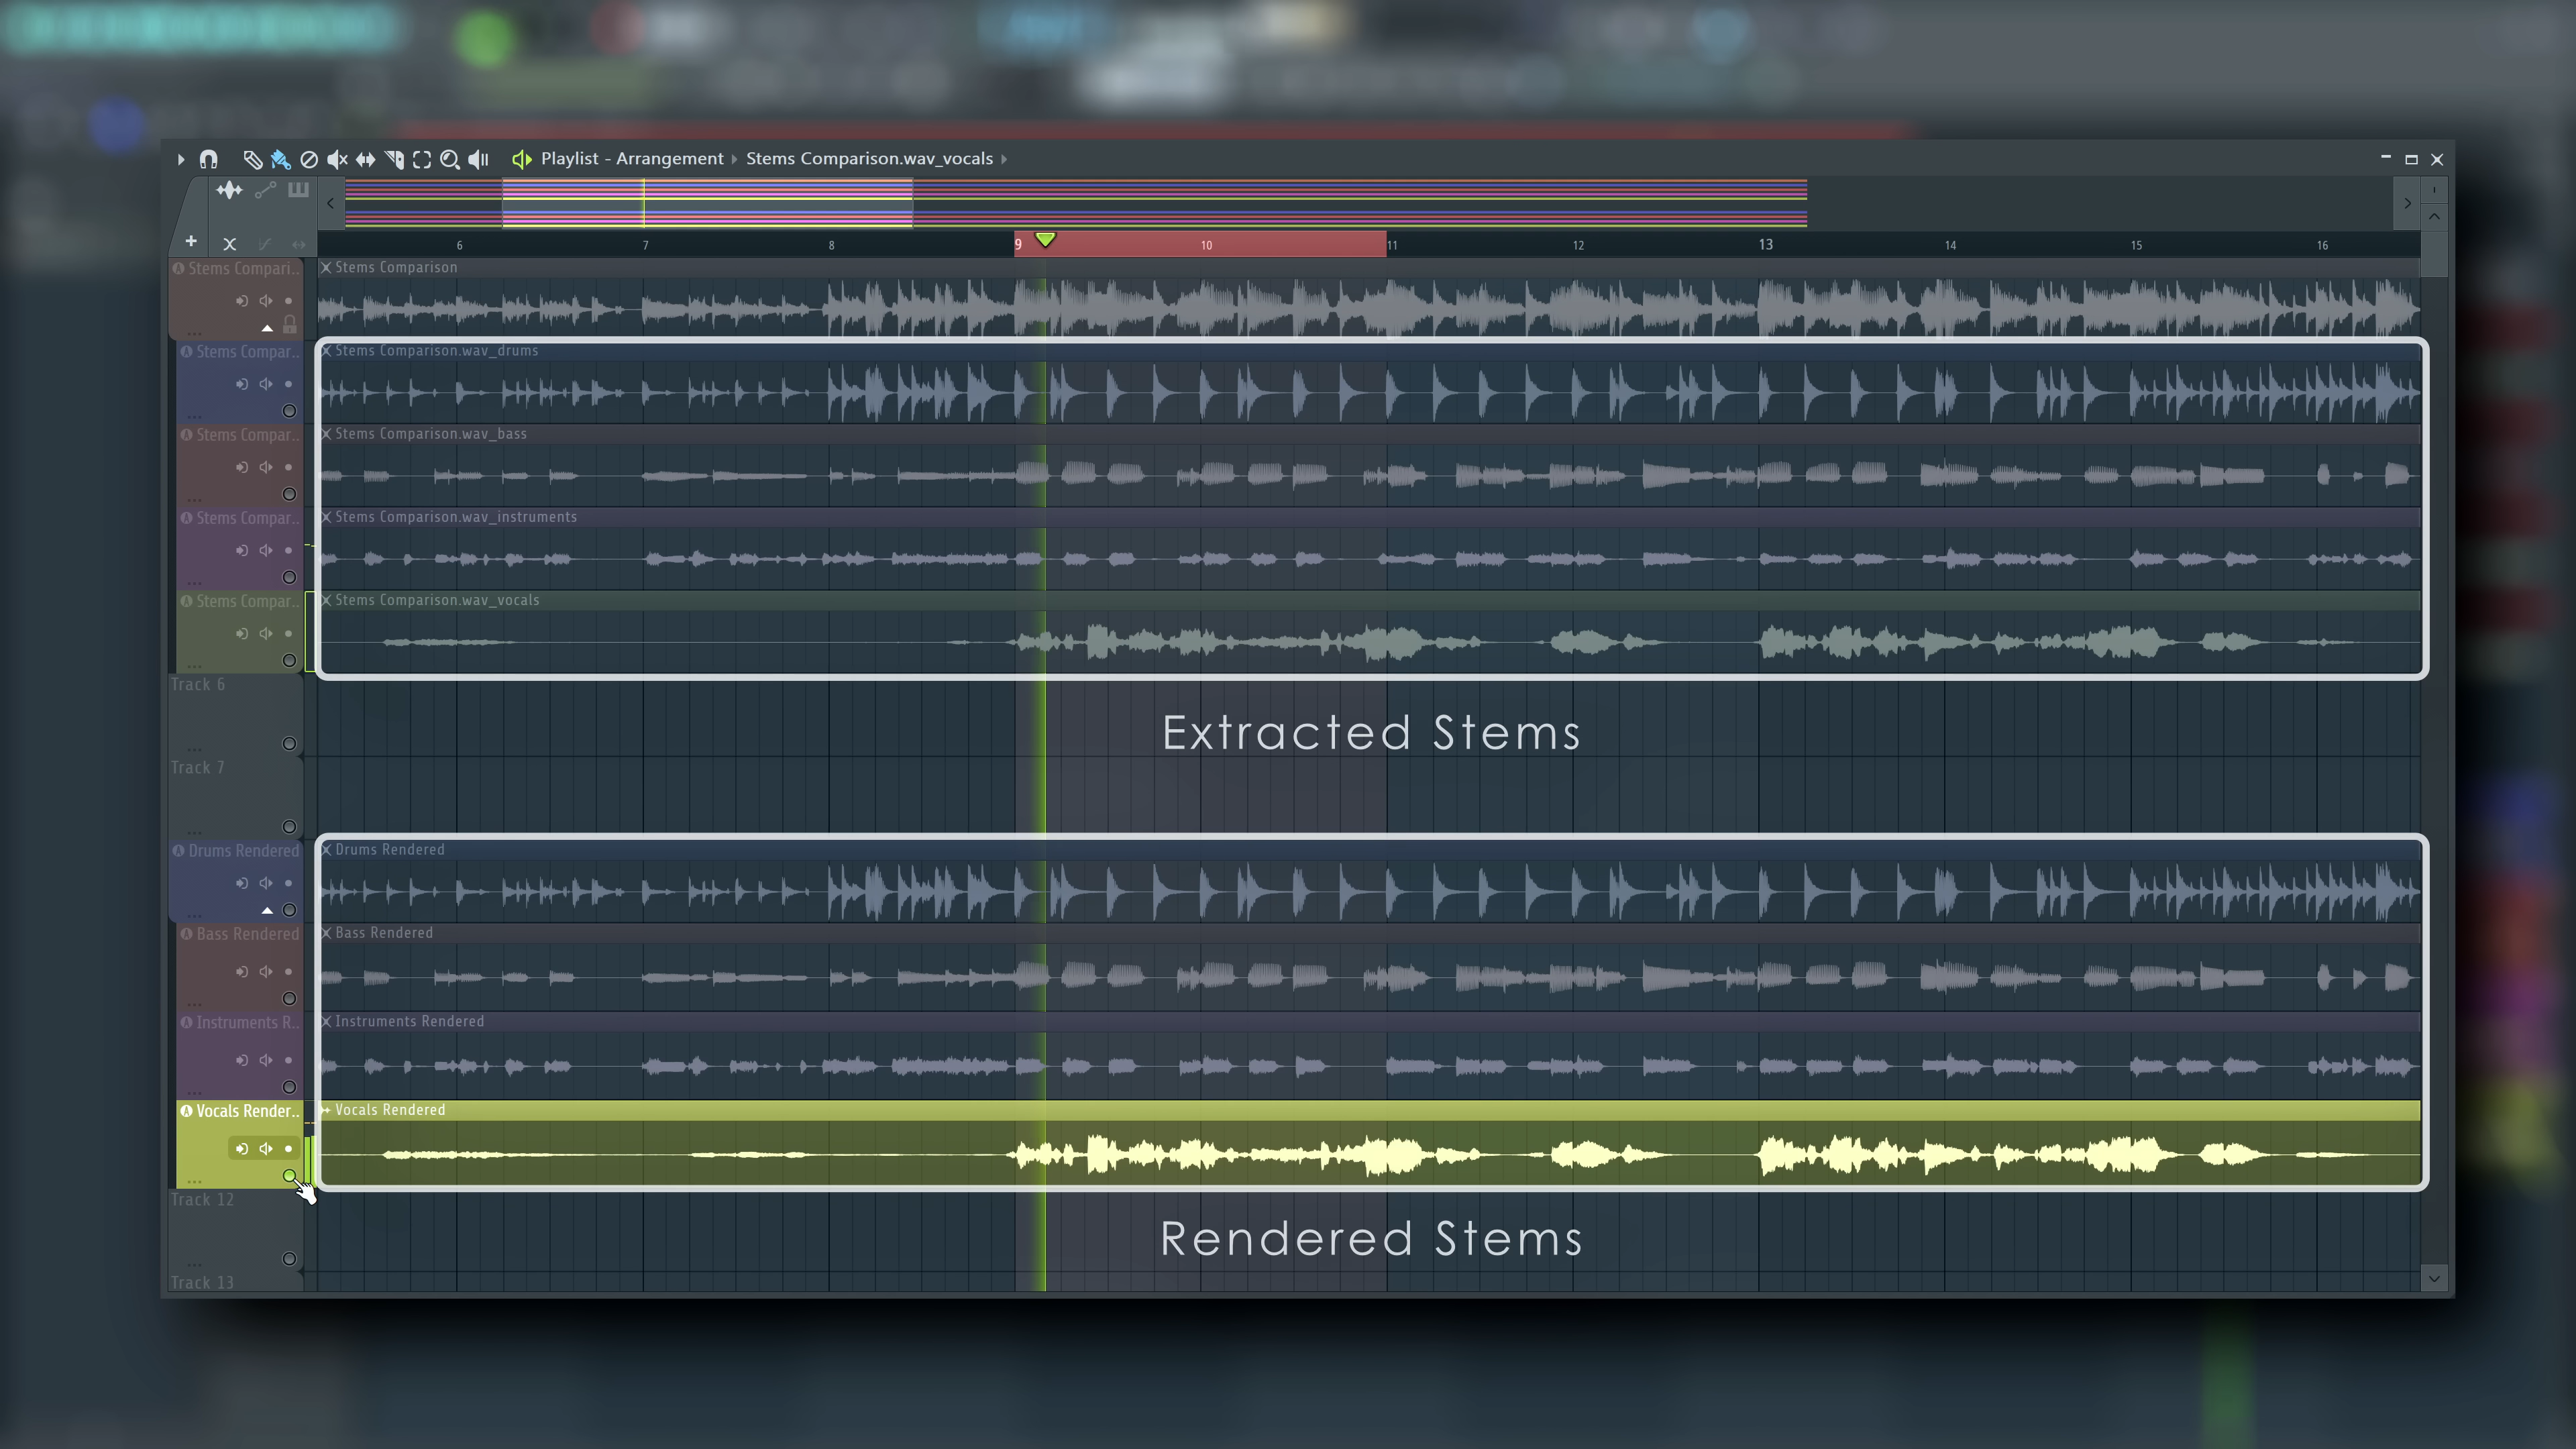 Playlist - Arrangement Stems Comparison.wav_vocals
6 7 8 9 10 11 12 13 14 15 16
Stems Compari.. Stems Comparison
Stems Compar.. Stems Comparison.wav_drums
Stems Compar.. Stems Comparison.wav_bass
Stems Compar.. Stems Comparison.wav_instruments
Stems Compar.. Stems Comparison.wav_vocals
Track 6
Extracted Stems
Track 7
Drums Rendered Drums Rendered
Bass Rendered Bass Rendered
Instruments R.. Instruments Rendered
Vocals Render.. Vocals Rendered
Track 12
Rendered Stems
Track 13